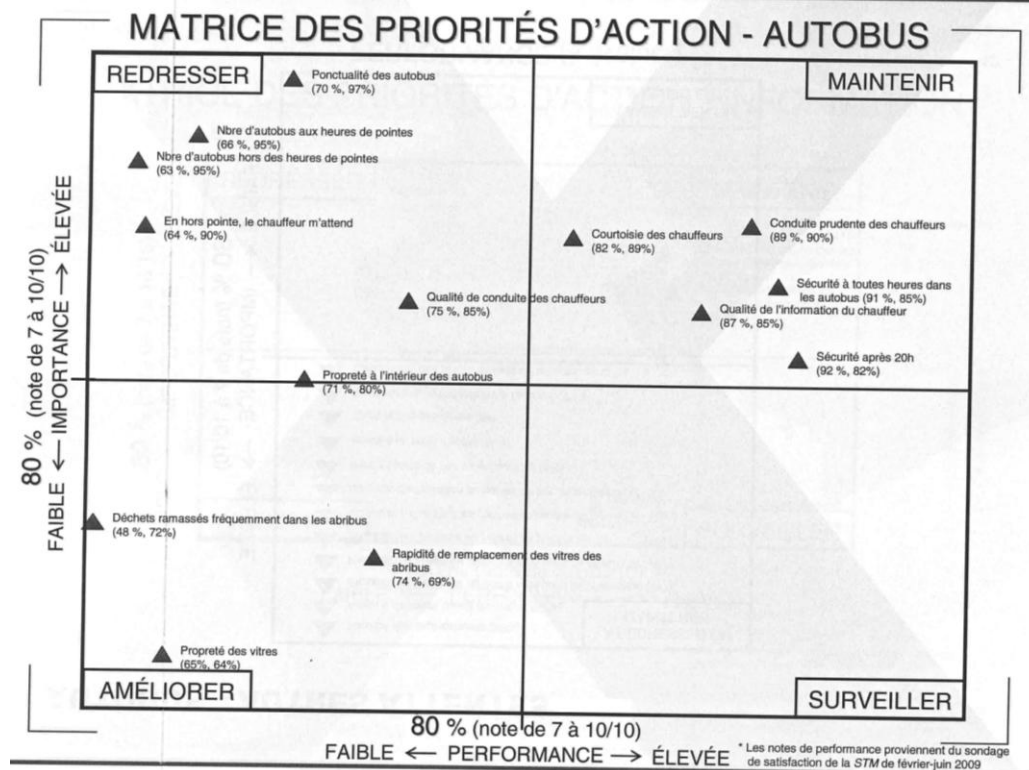 MATRICE DES PRIORITÉS D'ACTION - AUTOBUS
REDRESSER
MAINTENIR
Ponctualité des autobus
(70 %, 97%)
Nbre d'autobus aux heures de pointes
(66 %, 95%)
Nbre d'autobus hors des heures de pointes
(63 %, 95%)
En hors pointe, le chauffeur m'attend
(64 %, 90%)
Courtoisie des chauffeurs
(82 %, 89%)
Conduite prudente des chauffeurs
(89 %, 90%)
Qualité de conduite des chauffeurs
(75 %, 85%)
Sécurité à toutes heures dans
les autobus (91 %, 85%)
Qualité de l'information du chauffeur
(87 %, 85%)
Sécurité après 20h
(92 %, 82%)
Propreté à l'intérieur des autobus
(71 %, 80%)
80 % (note de 7 à 10/10)
FAIBLE ← IMPORTANCE → ÉLEVÉE
Déchets ramassés fréquemment dans les abribus
(48 %, 72%)
Rapidité de remplacement des vitres des
abribus
(74 %, 69%)
Propreté des vitres
(65%, 64%)
AMÉLIORER
SURVEILLER
80 % (note de 7 à 10/10)
FAIBLE ← PERFORMANCE → ÉLEVÉE
* Les notes de performance proviennent du sondage
de satisfaction de la STM de février-juin 2009